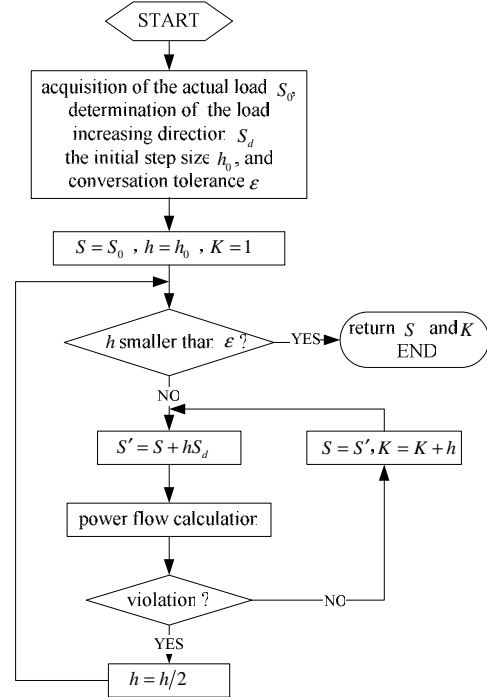 START
acquisition of the actual load S₀,
determination of the load
increasing direction S_d
the initial step size h₀, and
conversation tolerance ε
S = S₀ , h = h₀ , K = 1
h smaller than ε ?
YES
return S and K
END
NO
S′ = S + hS_d
S = S′, K = K + h
power flow calculation
violation ?
NO
YES
h = h/2